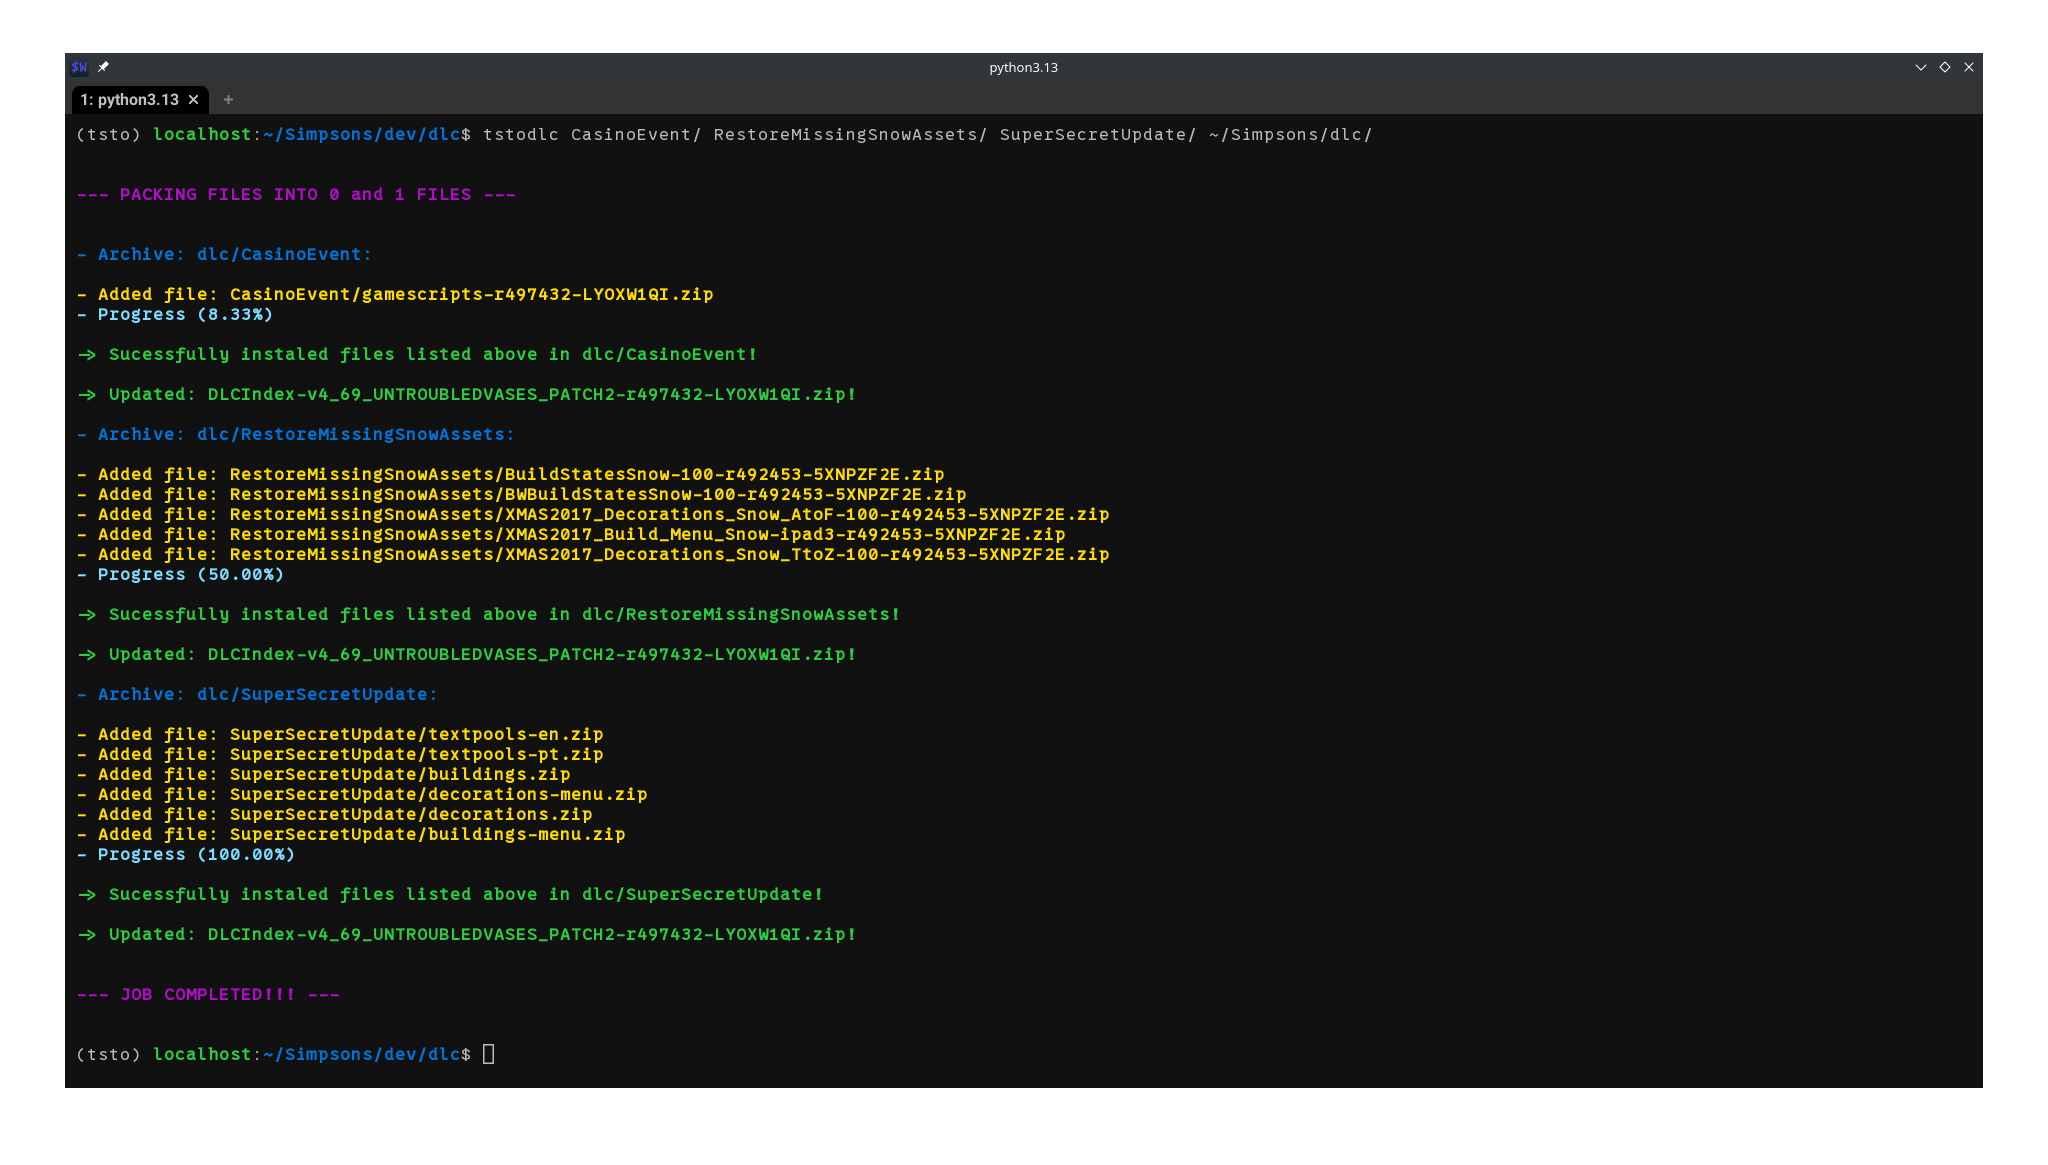 $W
python3.13
1: python3.13 × +
(tsto) localhost:~/Simpsons/dev/dlc$ tstodlc CasinoEvent/ RestoreMissingSnowAssets/ SuperSecretUpdate/ ~/Simpsons/dlc/
--- PACKING FILES INTO 0 and 1 FILES ---
- Archive: dlc/CasinoEvent:
- Added file: CasinoEvent/gamescripts-r497432-LYOXW1QI.zip
- Progress (8.33%)
-> Sucessfully instaled files listed above in dlc/CasinoEvent!
-> Updated: DLCIndex-v4_69_UNTROUBLEDVASES_PATCH2-r497432-LYOXW1QI.zip!
- Archive: dlc/RestoreMissingSnowAssets:
- Added file: RestoreMissingSnowAssets/BuildStatesSnow-100-r492453-5XNPZF2E.zip
- Added file: RestoreMissingSnowAssets/BWBuildStatesSnow-100-r492453-5XNPZF2E.zip
- Added file: RestoreMissingSnowAssets/XMAS2017_Decorations_Snow_AtoF-100-r492453-5XNPZF2E.zip
- Added file: RestoreMissingSnowAssets/XMAS2017_Build_Menu_Snow-ipad3-r492453-5XNPZF2E.zip
- Added file: RestoreMissingSnowAssets/XMAS2017_Decorations_Snow_TtoZ-100-r492453-5XNPZF2E.zip
- Progress (50.00%)
-> Sucessfully instaled files listed above in dlc/RestoreMissingSnowAssets!
-> Updated: DLCIndex-v4_69_UNTROUBLEDVASES_PATCH2-r497432-LYOXW1QI.zip!
- Archive: dlc/SuperSecretUpdate:
- Added file: SuperSecretUpdate/textpools-en.zip
- Added file: SuperSecretUpdate/textpools-pt.zip
- Added file: SuperSecretUpdate/buildings.zip
- Added file: SuperSecretUpdate/decorations-menu.zip
- Added file: SuperSecretUpdate/decorations.zip
- Added file: SuperSecretUpdate/buildings-menu.zip
- Progress (100.00%)
-> Sucessfully instaled files listed above in dlc/SuperSecretUpdate!
-> Updated: DLCIndex-v4_69_UNTROUBLEDVASES_PATCH2-r497432-LYOXW1QI.zip!
--- JOB COMPLETED!!! ---
(tsto) localhost:~/Simpsons/dev/dlc$